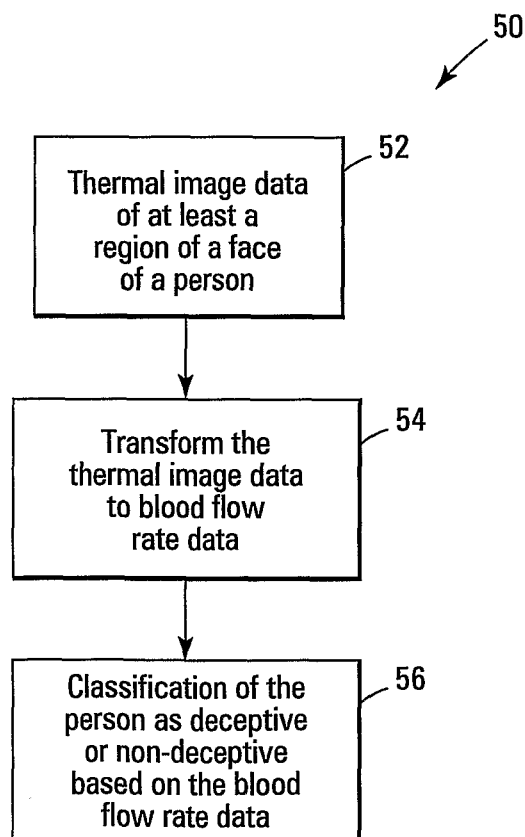 50
52
Thermal image data
of at least a
region of a face
of a person
54
Transform the
thermal image data
to blood flow
rate data
56
Classification of the
person as deceptive
or non-deceptive
based on the blood
flow rate data